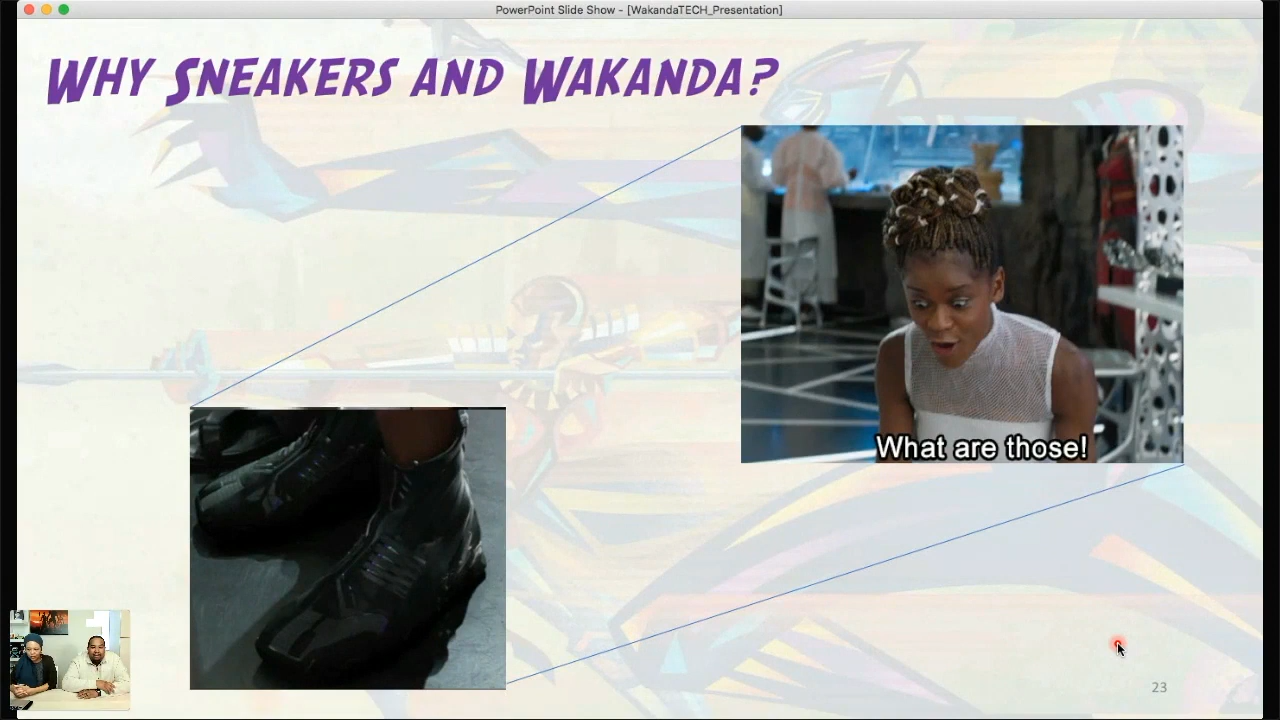 PowerPoint Slide Show - [WakandaTECH_Presentation]
WHY SNEAKERS AND WAKANDA?
What are those!
23